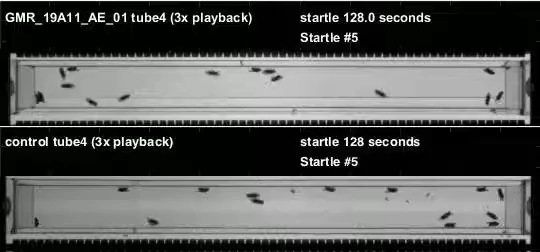 GMR_19A11_AE_01 tube4 (3x playback) startle 128.0 seconds
Startle #5
control tube4 (3x playback) startle 128 seconds
Startle #5